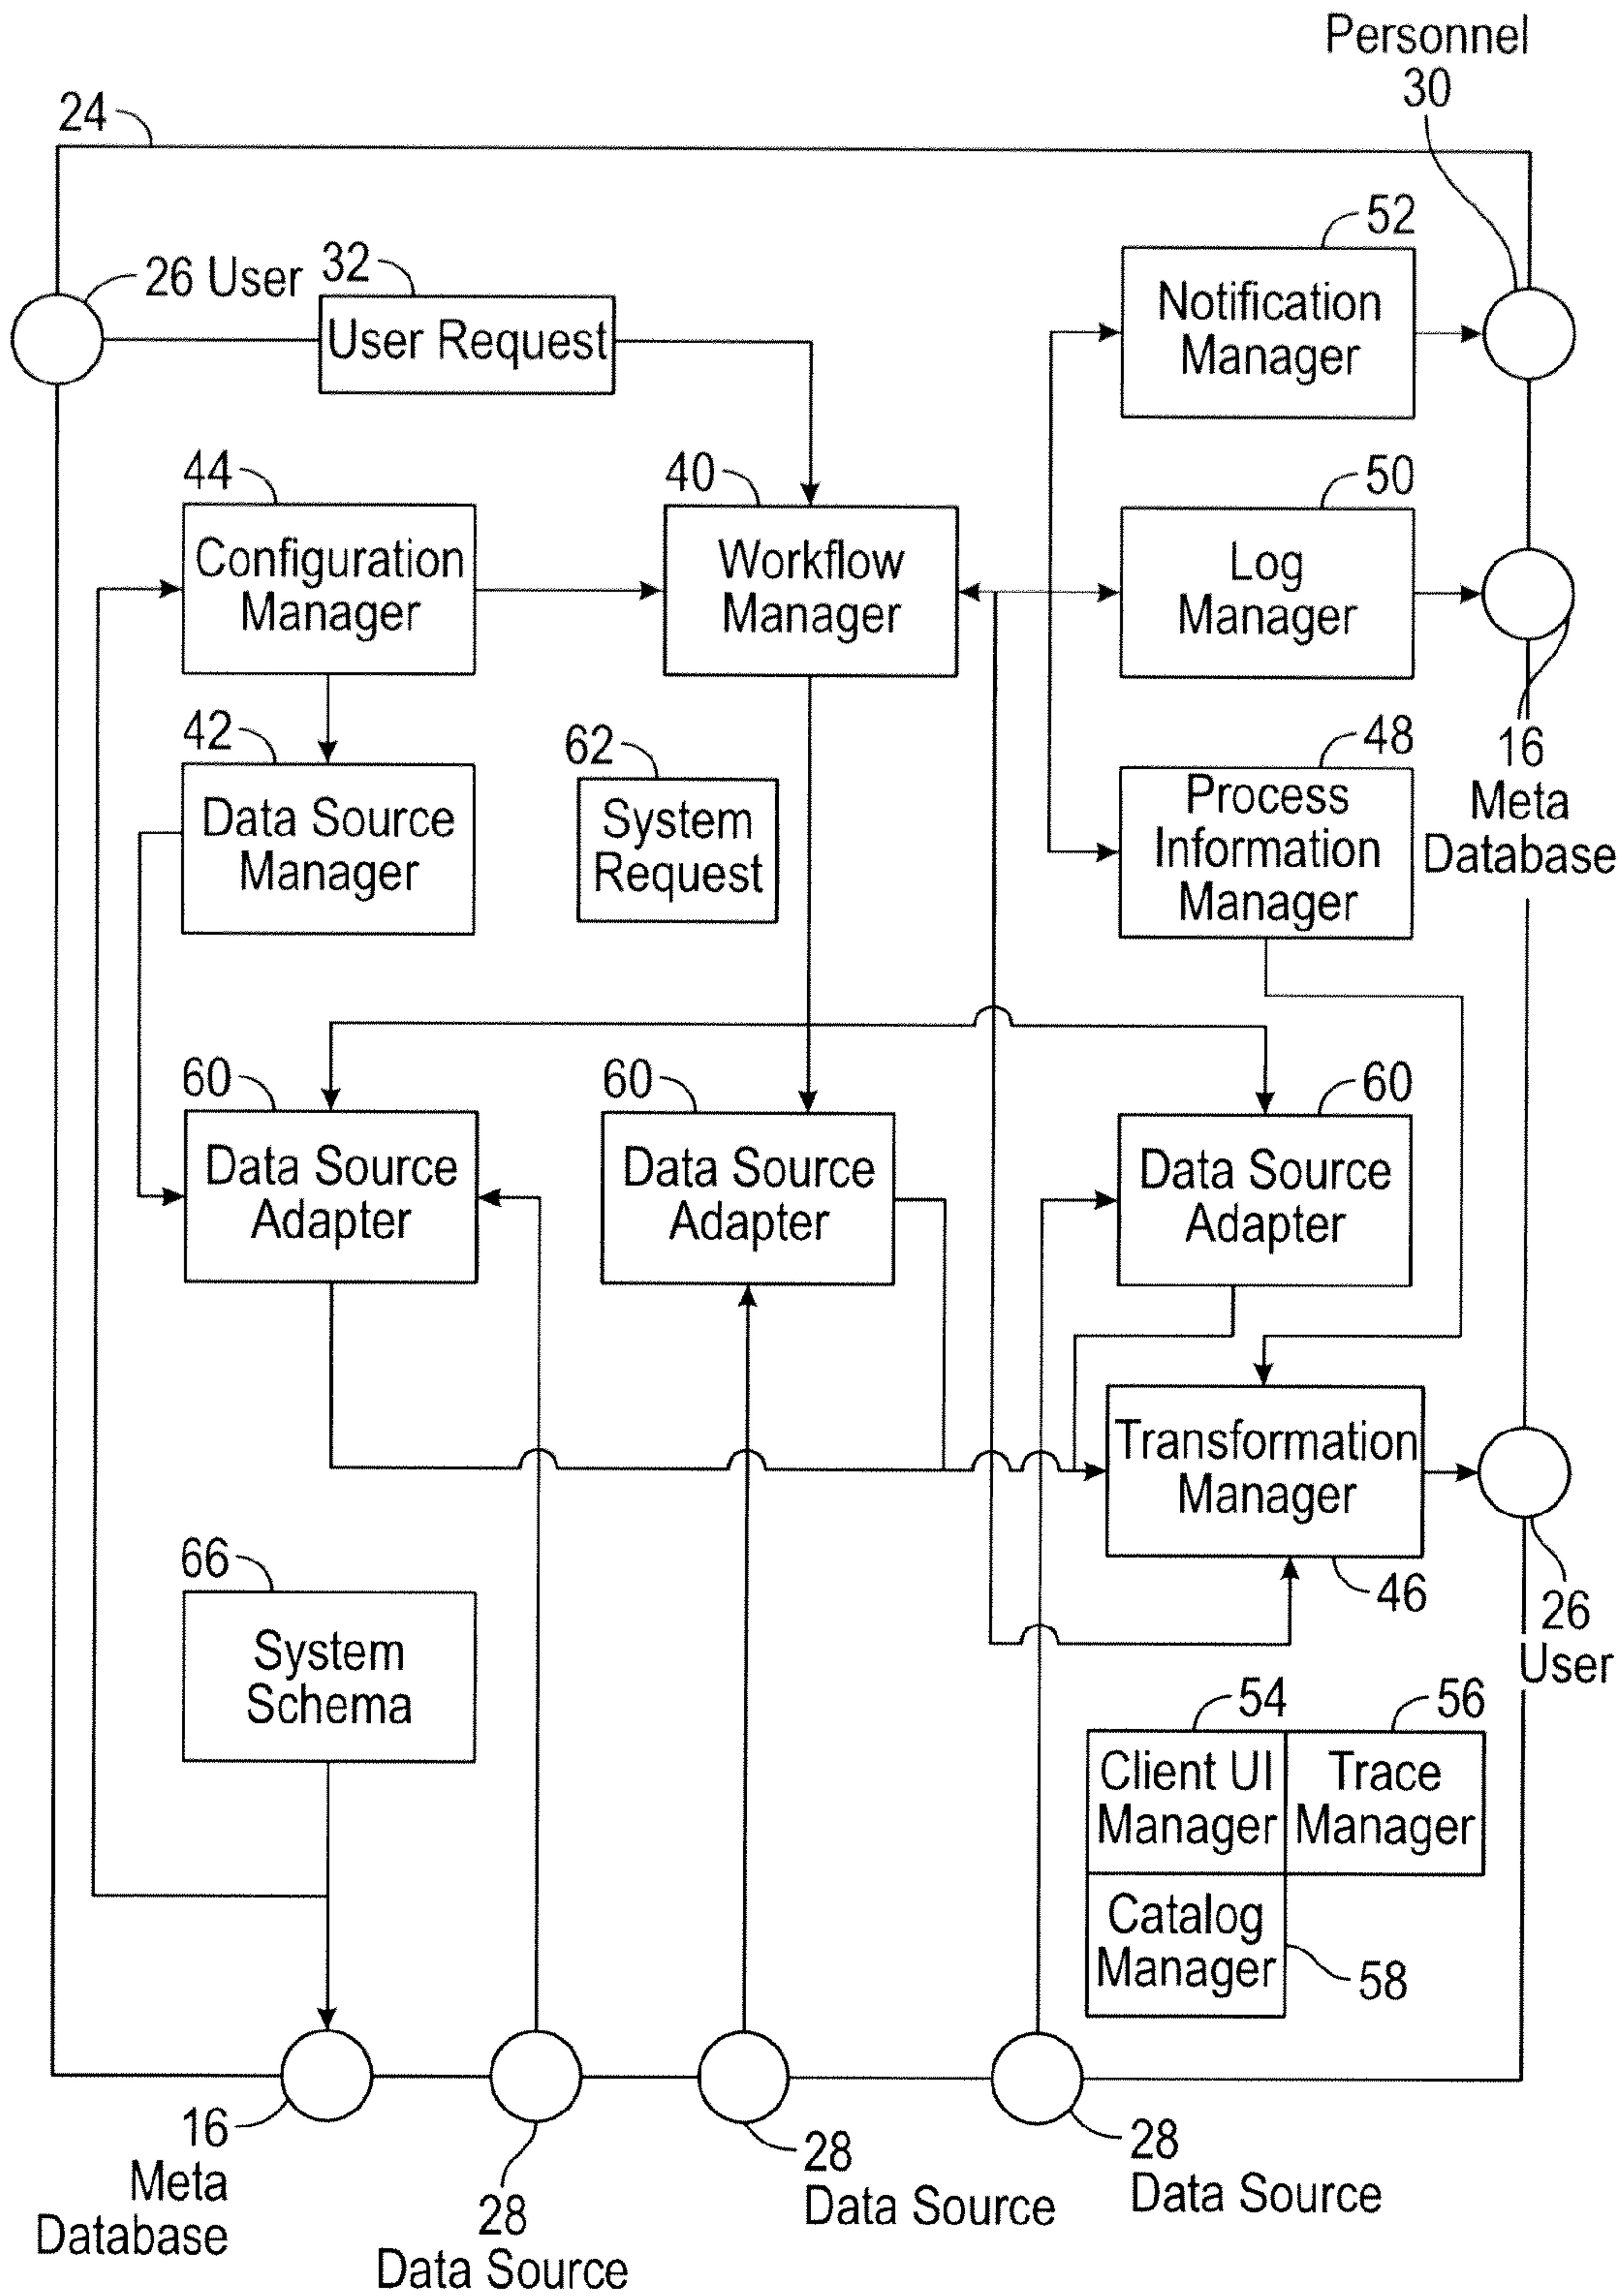 Personnel
30
24
52
26 User
32
User Request
Notification
Manager
44
Configuration
Manager
40
Workflow
Manager
50
Log
Manager
16
Meta
Database
42
Data Source
Manager
62
System
Request
48
Process
Information
Manager
60
Data Source
Adapter
60
Data Source
Adapter
60
Data Source
Adapter
Transformation
Manager
46
26
User
66
System
Schema
54
Client UI
Manager
56
Trace
Manager
Catalog
Manager
58
16
Meta
Database
28
Data Source
28
Data Source
28
Data Source